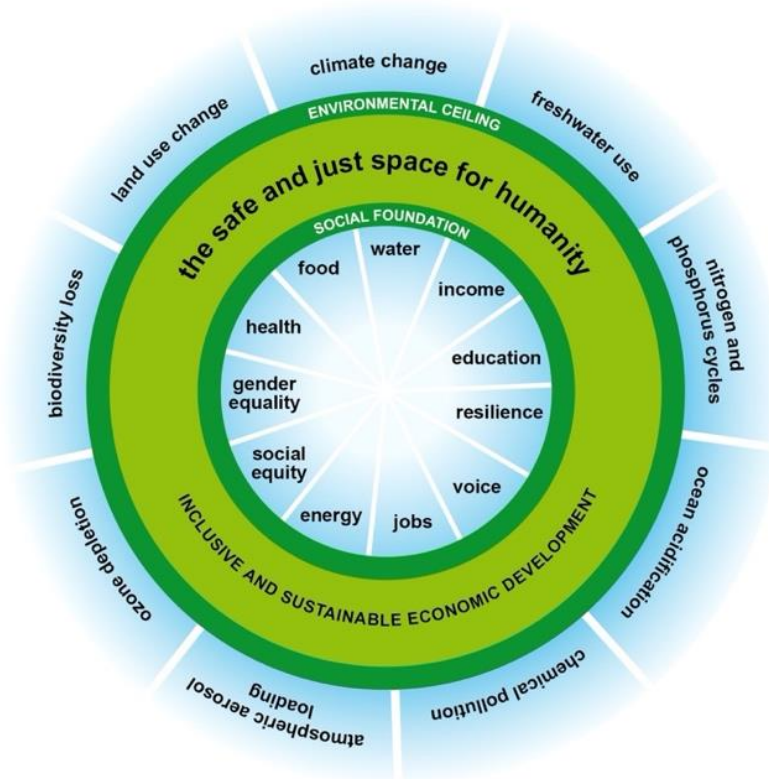 climate change
freshwater use
nitrogen and
phosphorus cycles
ocean acidification
chemical pollution
atmospheric aerosol
loading
ozone depletion
biodiversity loss
land use change
ENVIRONMENTAL CEILING
the safe and just space for humanity
SOCIAL FOUNDATION
water
income
education
resilience
voice
jobs
energy
social
equity
gender
equality
health
food
INCLUSIVE AND SUSTAINABLE ECONOMIC DEVELOPMENT